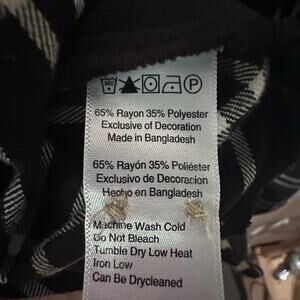 65% Rayon 35% Polyester
Exclusive of Decoration
Made in Bangladesh
65% Rayón 35% Poliéster
Exclusivo de Decoracion
Hecho en Bangladesh
Machine Wash Cold
Do Not Bleach
Tumble Dry Low Heat
Iron Low
Can Be Drycleaned